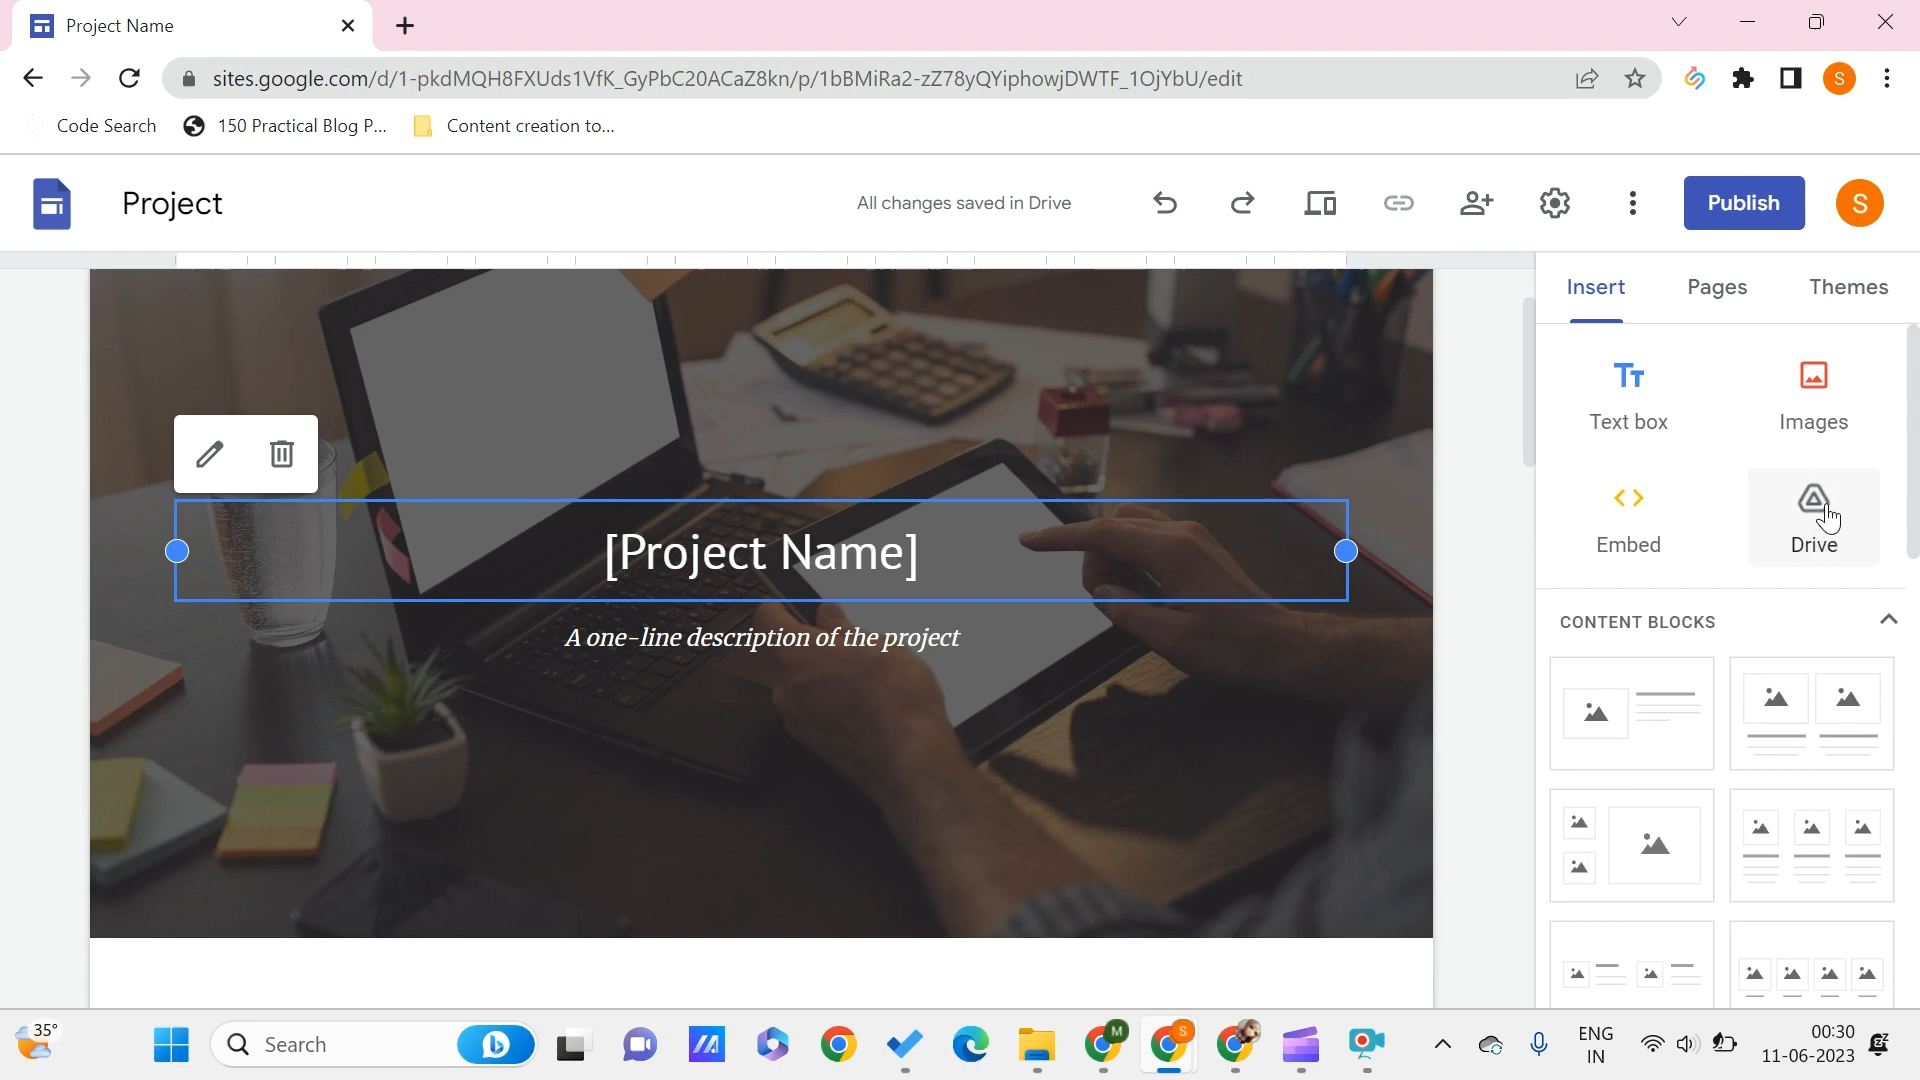 Project Name
sites.google.com/d/1-pkdMQH8FXUds1VfK_GyPbC20ACaZ8kn/p/1bBMiRa2-zZ78yQYiphowjDWTF_1OjYbU/edit
S
Code Search
150 Practical Blog P...
Content creation to...
Project
All changes saved in Drive
Publish
S
Insert
Pages
Themes
Text box
Images
Embed
Drive
[Project Name]
A one-line description of the project
CONTENT BLOCKS
35°
Search
M
S
ENG
IN
00:30
11-06-2023